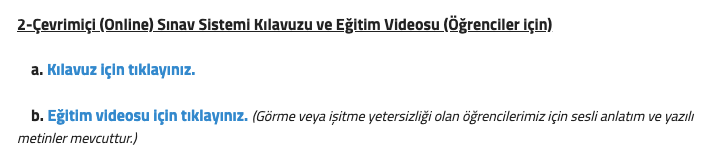 2-Çevrimiçi (Online) Sınav Sistemi Kılavuzu ve Eğitim Videosu (Öğrenciler için)
a. Kılavuz için tıklayınız.
b. Eğitim videosu için tıklayınız. (Görme veya işitme yetersizliği olan öğrencilerimiz için sesli anlatım ve yazılı
metinler mevcuttur.)